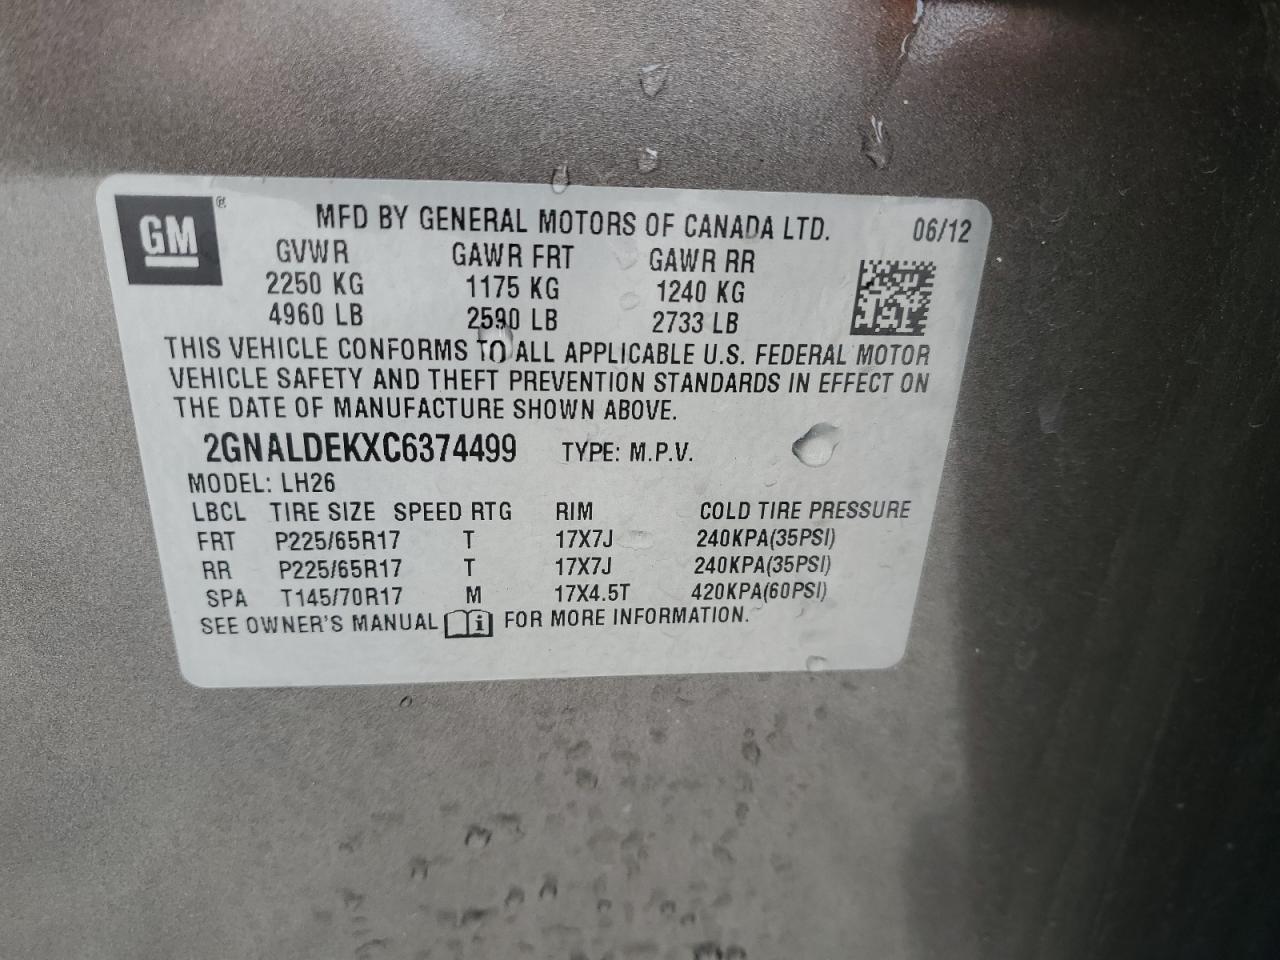 GM ®
MFD BY GENERAL MOTORS OF CANADA LTD. 06/12
GVWR GAWR FRT GAWR RR
2250 KG 1175 KG 1240 KG
4960 LB 2590 LB 2733 LB
THIS VEHICLE CONFORMS TO ALL APPLICABLE U.S. FEDERAL MOTOR
VEHICLE SAFETY AND THEFT PREVENTION STANDARDS IN EFFECT ON
THE DATE OF MANUFACTURE SHOWN ABOVE.
2GNALDEKXC6374499 TYPE: M.P.V.
MODEL: LH26
LBCL TIRE SIZE SPEED RTG RIM COLD TIRE PRESSURE
FRT P225/65R17 T 17X7J 240KPA(35PSI)
RR P225/65R17 T 17X7J 240KPA(35PSI)
SPA T145/70R17 M 17X4.5T 420KPA(60PSI)
SEE OWNER'S MANUAL i FOR MORE INFORMATION.